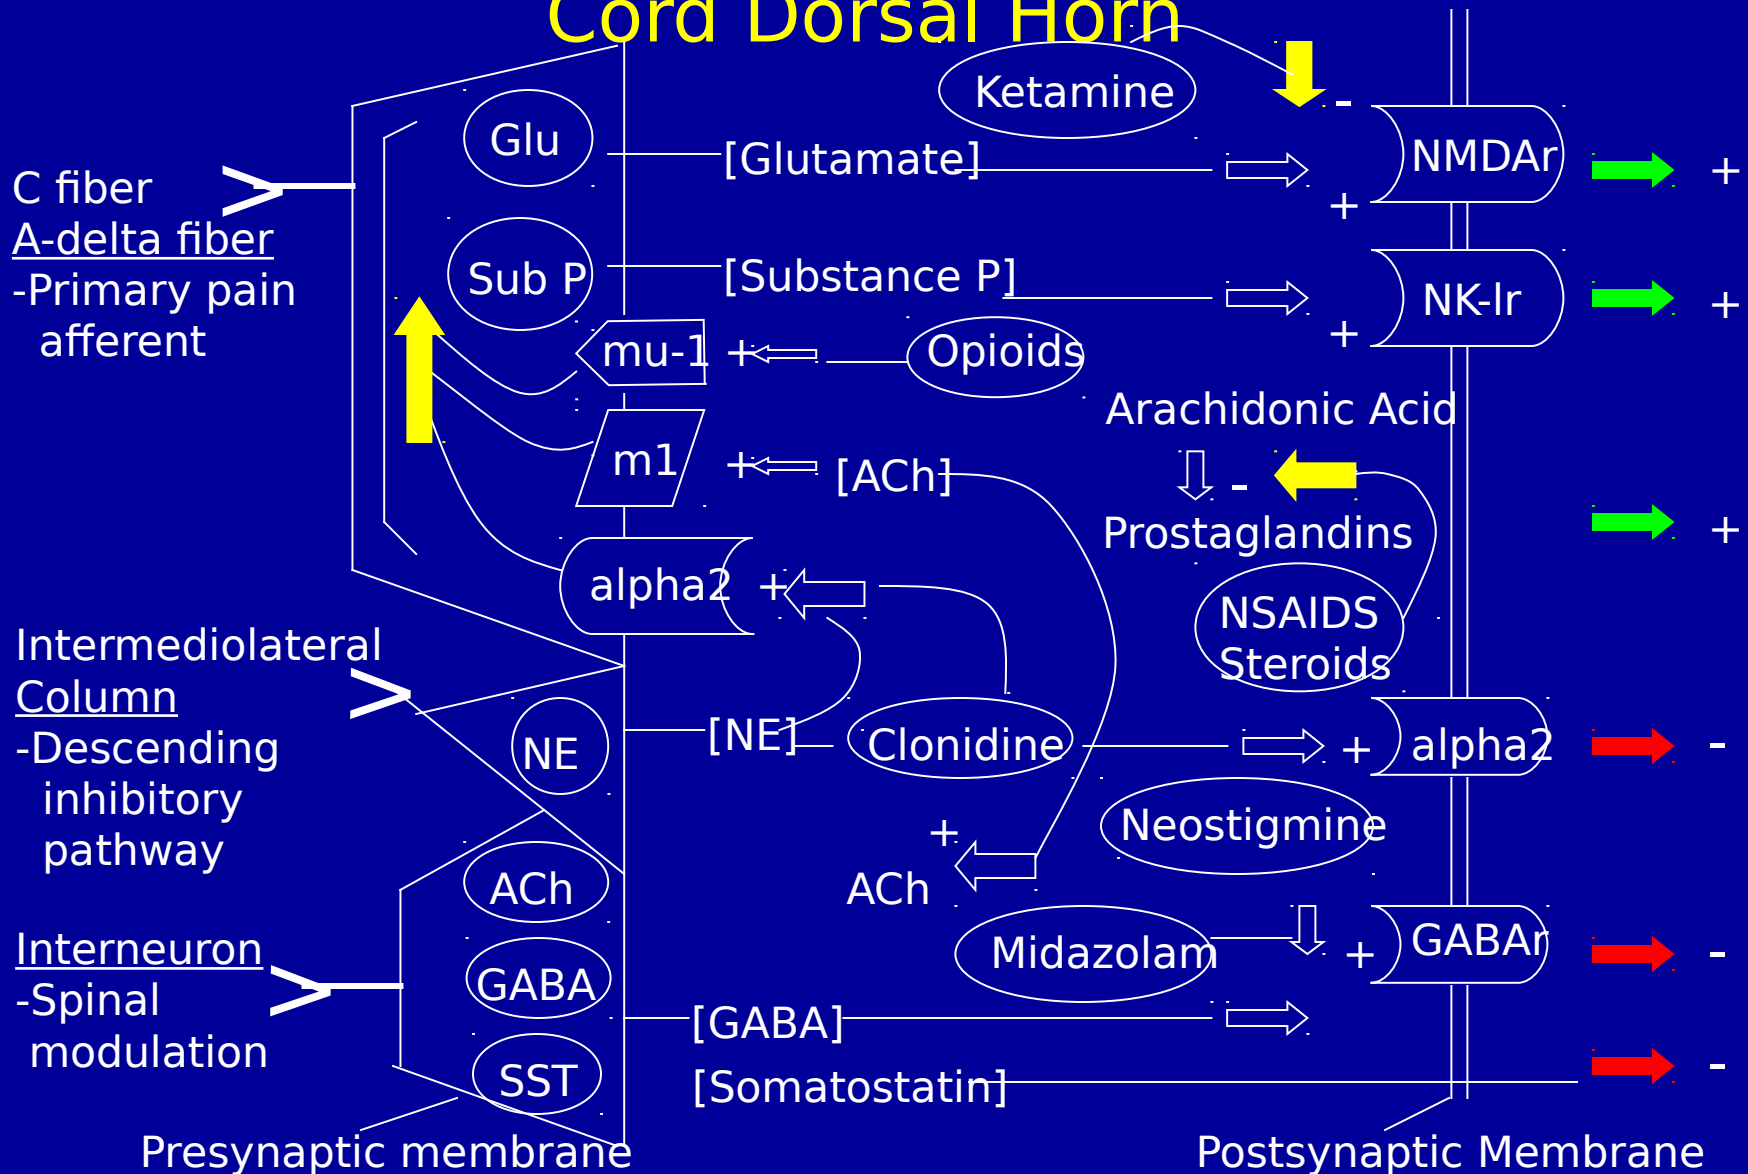 Cord Dorsal Horn
Ketamine
-
Glu
[Glutamate]
NMDAr
+
+
C fiber
A-delta fiber
-Primary pain
afferent
Sub P
[Substance P]
NK-lr
+
+
mu-1
+
Opioids
Arachidonic Acid
m1
+
[ACh]
-
Prostaglandins
+
alpha2
+
NSAIDS
Steroids
Intermediolateral
Column
-Descending
inhibitory
pathway
NE
[NE]
Clonidine
+
alpha2
-
Neostigmine
+
ACh
ACh
Interneuron
-Spinal
modulation
GABA
Midazolam
+
GABAr
-
[GABA]
SST
[Somatostatin]
-
Presynaptic membrane
Postsynaptic Membrane